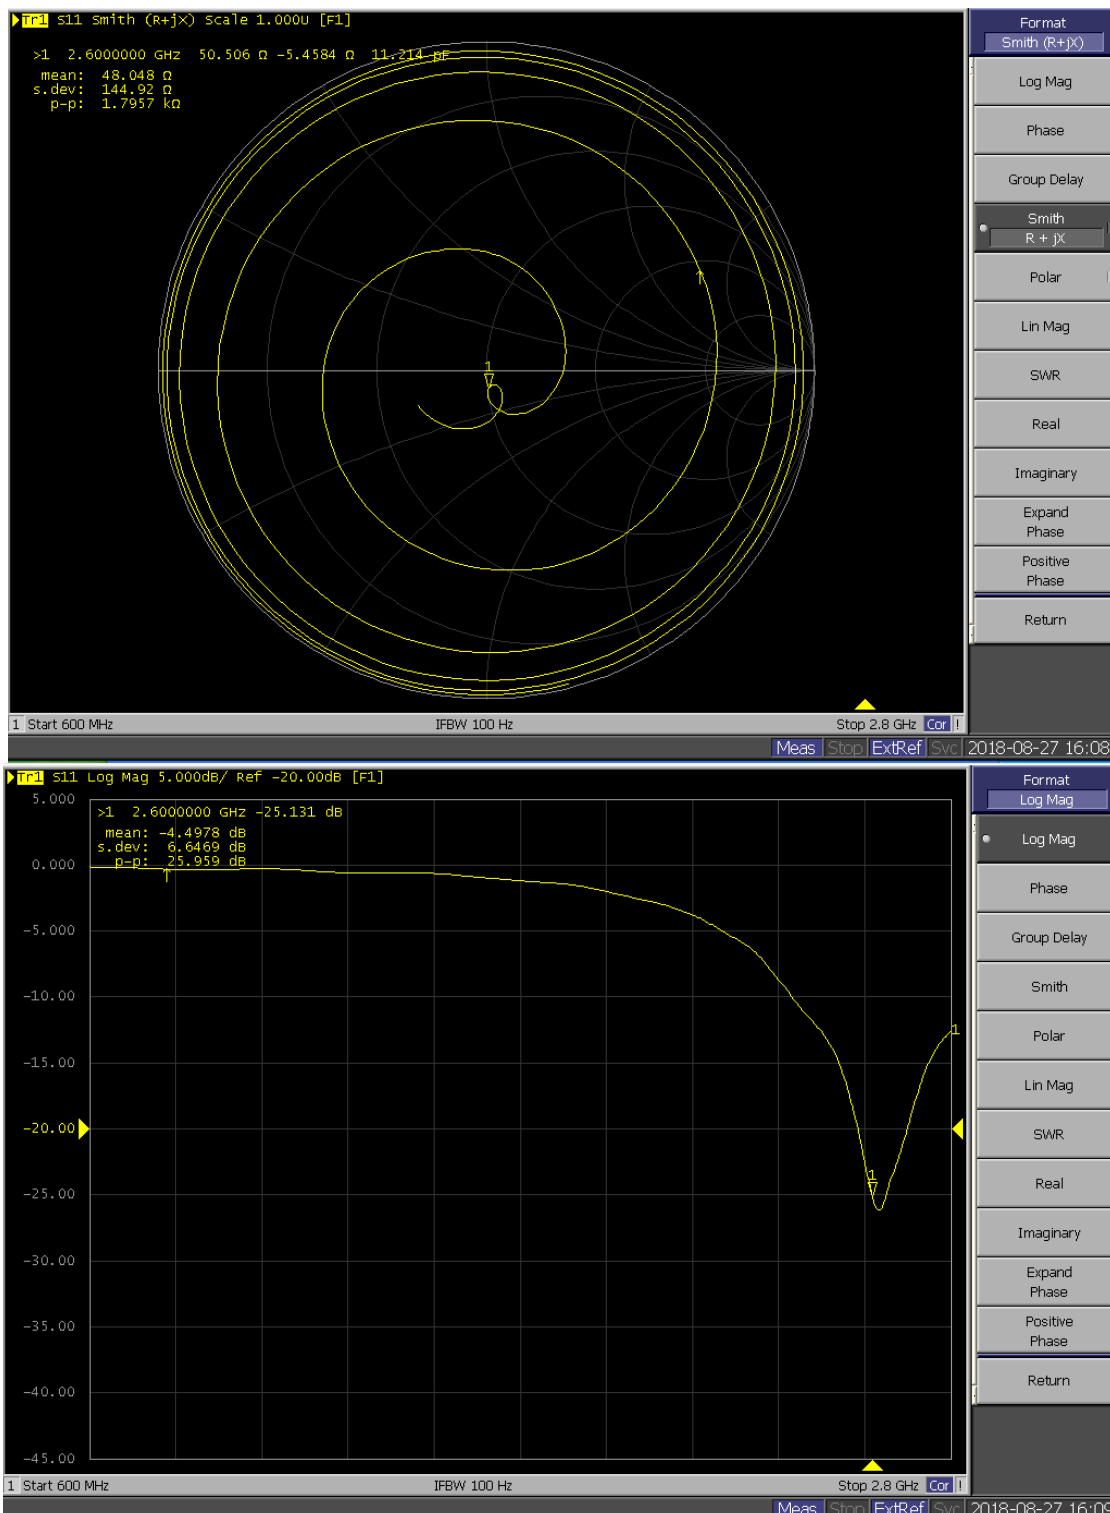 Tr1 S11 Smith (R+jX) Scale 1.000U [F1]
>1 2.6000000 GHz 50.506 Ω -5.4584 Ω 11.214 pF
mean: 48.048 Ω
s.dev: 144.92 Ω
p-p: 1.7957 kΩ
1
1 Start 600 MHz IFBW 100 Hz Stop 2.8 GHz Cor !
Meas Stop ExtRef Svc 2018-08-27 16:08
Format
Smith (R+jX)
Log Mag
Phase
Group Delay
Smith
R + jX
Polar
Lin Mag
SWR
Real
Imaginary
Expand
Phase
Positive
Phase
Return
Tr1 S11 Log Mag 5.000dB/ Ref -20.00dB [F1]
5.000
>1 2.6000000 GHz -25.131 dB
mean: -4.4978 dB
s.dev: 6.6469 dB
p-p: 25.959 dB
0.000
-5.000
-10.00
-15.00
-20.00
-25.00
-30.00
-35.00
-40.00
-45.00
1
1
1 Start 600 MHz IFBW 100 Hz Stop 2.8 GHz Cor !
Meas Stop ExtRef Svc 2018-08-27 16:09
Format
Log Mag
Log Mag
Phase
Group Delay
Smith
Polar
Lin Mag
SWR
Real
Imaginary
Expand
Phase
Positive
Phase
Return